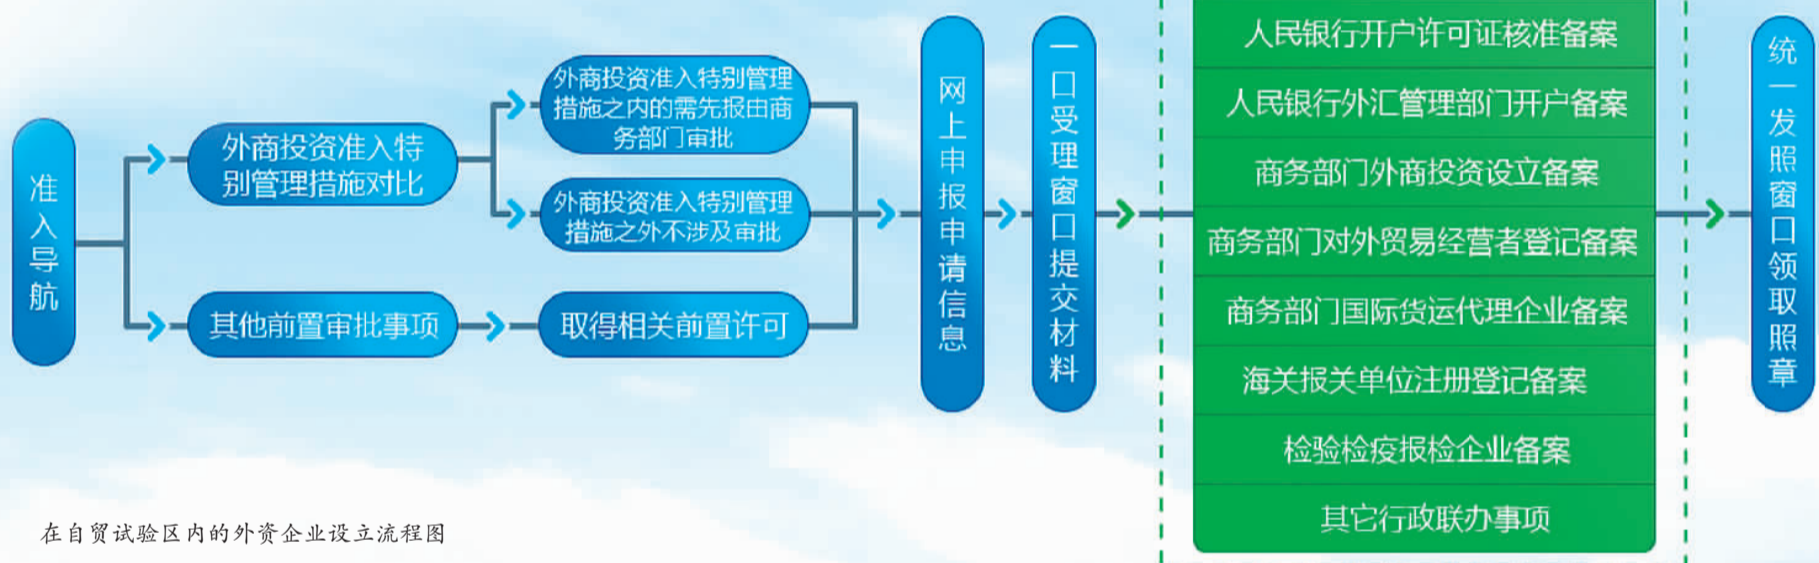 准入导航
外商投资准入特
别管理措施对比
其他前置审批事项
外商投资准入特别管理
措施之内的需先报由商
务部门审批
外商投资准入特别管理
措施之外不涉及审批
取得相关前置许可
网上申报申请信息
一口受理窗口提交材料
人民银行开户许可证核准备案
人民银行外汇管理部门开户备案
商务部门外商投资设立备案
商务部门对外贸易经营者登记备案
商务部门国际货运代理企业备案
海关报关单位注册登记备案
检验检疫报检企业备案
其它行政联办事项
统一发照窗口领取照章
在自贸试验区内的外资企业设立流程图